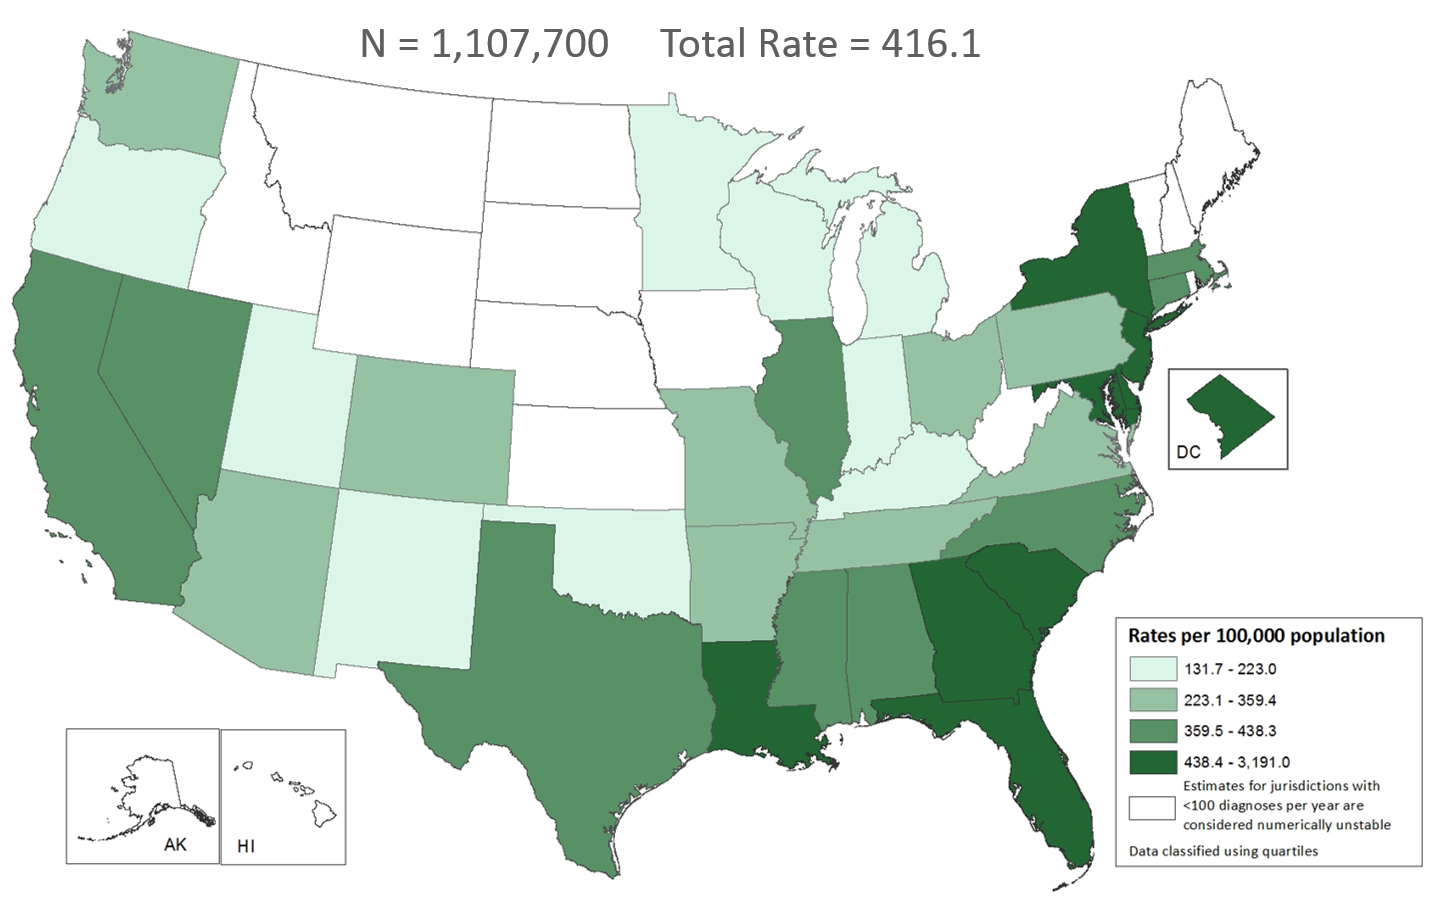 N = 1,107,700 Total Rate = 416.1
DC
Rates per 100,000 population
131.7 - 223.0
223.1 - 359.4
359.5 - 438.3
438.4 - 3,191.0
Estimates for jurisdictions with
<100 diagnoses per year are
considered numerically unstable
Data classified using quartiles
AK
HI